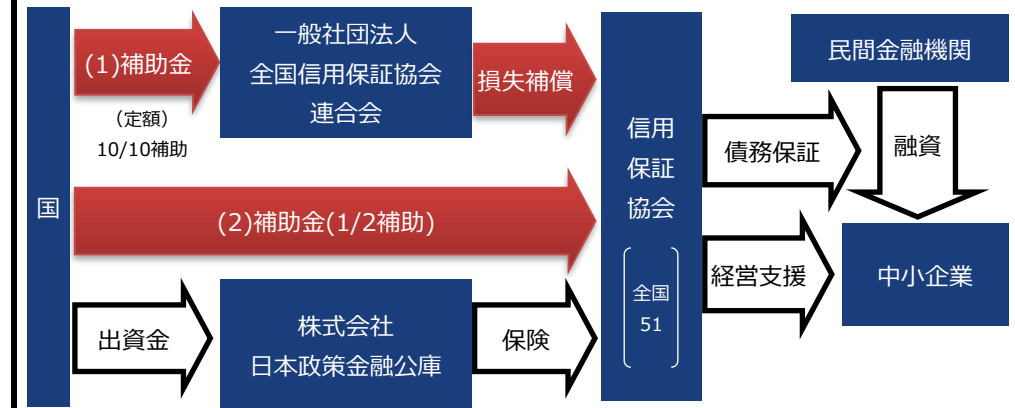 国
(1)補助金
(定額)
10/10補助
一般社団法人
全国信用保証協会
連合会
損失補償
(2)補助金(1/2補助)
出資金
株式会社
日本政策金融公庫
保険
信用
保証
協会
全国
51
債務保証
経営支援
民間金融機関
融資
中小企業